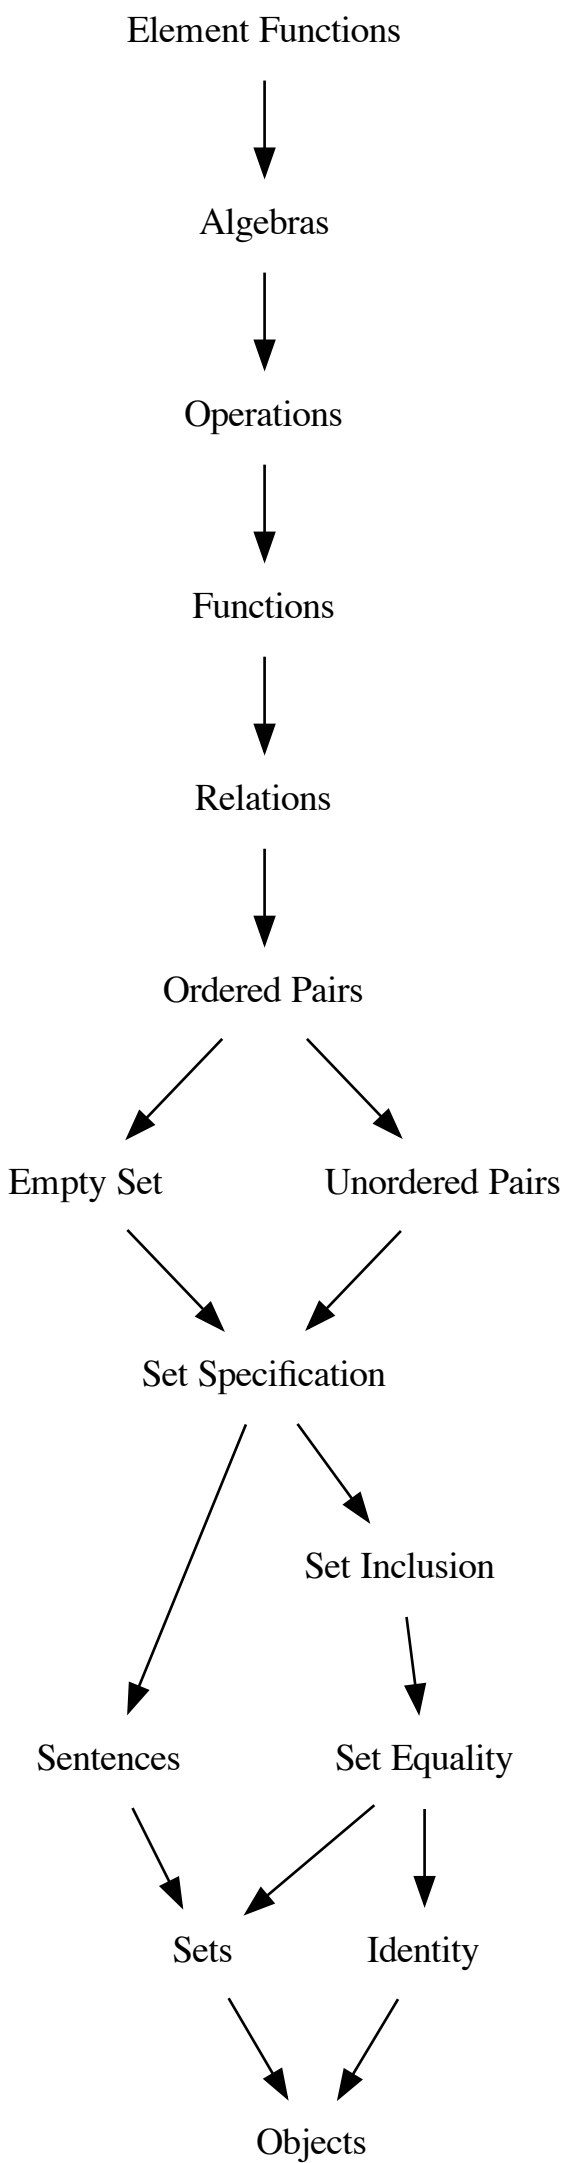 Element Functions
Algebras
Operations
Functions
Relations
Ordered Pairs
Empty Set
Unordered Pairs
Set Specification
Set Inclusion
Sentences
Set Equality
Sets
Identity
Objects